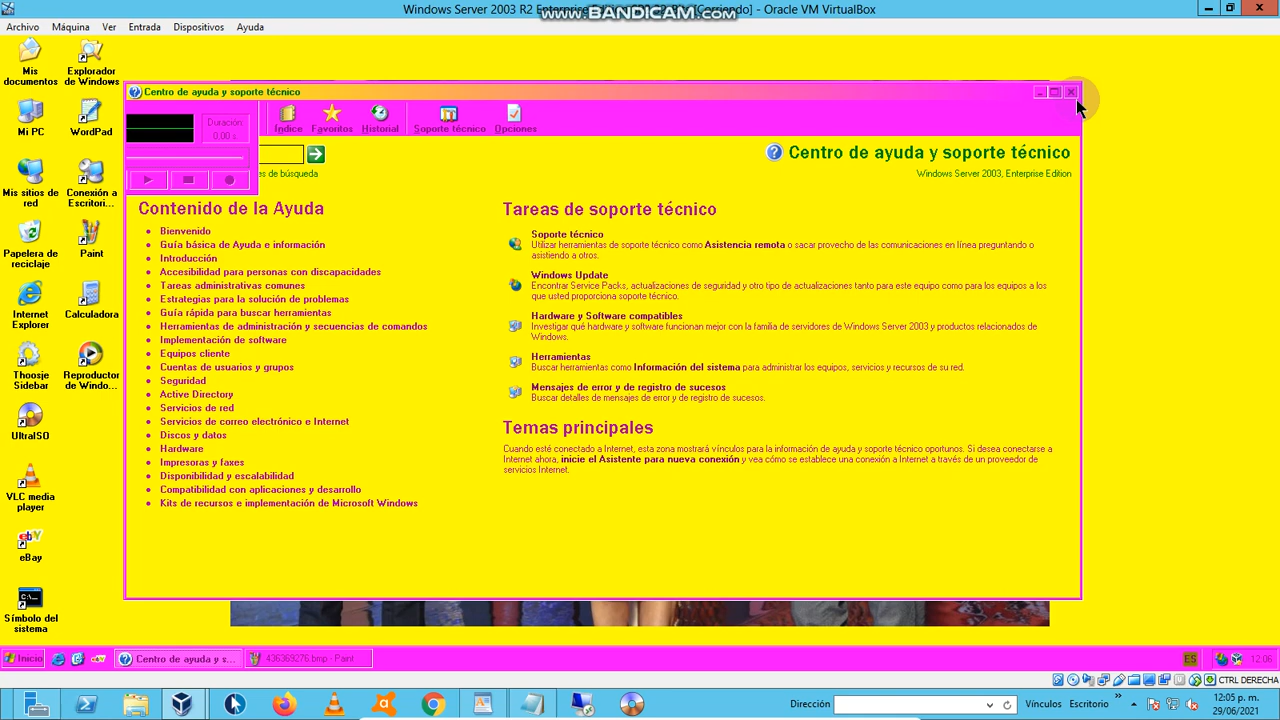 Windows Server 2003 R2 Enterprise
[Corriendo] - Oracle VM VirtualBox
www.BANDICAM.com
Archivo Máquina Ver Entrada Dispositivos Ayuda
Mis documentos
Explorador de Windows
Mi PC
WordPad
Mis sitios de red
Conexión a Escritori...
Papelera de reciclaje
Paint
Internet Explorer
Calculadora
Thoosje Sidebar
Reproductor de Windo...
UltraISO
VLC media player
eBay
Símbolo del sistema
Centro de ayuda y soporte técnico
Duración:
0,00 s.
Índice Favoritos Historial Soporte técnico Opciones
es de búsqueda
Centro de ayuda y soporte técnico
Windows Server 2003, Enterprise Edition
Contenido de la Ayuda
Bienvenido
Guía básica de Ayuda e información
Introducción
Accesibilidad para personas con discapacidades
Tareas administrativas comunes
Estrategias para la solución de problemas
Guía rápida para buscar herramientas
Herramientas de administración y secuencias de comandos
Implementación de software
Equipos cliente
Cuentas de usuarios y grupos
Seguridad
Active Directory
Servicios de red
Servicios de correo electrónico e Internet
Discos y datos
Hardware
Impresoras y faxes
Disponibilidad y escalabilidad
Compatibilidad con aplicaciones y desarrollo
Kits de recursos e implementación de Microsoft Windows
Tareas de soporte técnico
Soporte técnico
Utilizar herramientas de soporte técnico como Asistencia remota o sacar provecho de las comunicaciones en línea preguntando o
asistiendo a otros.
Windows Update
Encontrar Service Packs, actualizaciones de seguridad y otro tipo de actualizaciones tanto para este equipo como para los equipos a los
que usted proporciona soporte técnico.
Hardware y Software compatibles
Investigar qué hardware y software funcionan mejor con la familia de servidores de Windows Server 2003 y productos relacionados de
Windows.
Herramientas
Buscar herramientas como Información del sistema para administrar los equipos, servicios y recursos de su red.
Mensajes de error y de registro de sucesos
Buscar detalles de mensajes de error y de registro de sucesos.
Temas principales
Cuando esté conectado a Internet, esta zona mostrará vínculos para la información de ayuda y soporte técnico oportunos. Si desea conectarse a
Internet ahora, inicie el Asistente para nueva conexión y vea cómo se establece una conexión a Internet a través de un proveedor de
servicios Internet.
Inicio
Centro de ayuda y s...
436369276.bmp - Paint
ES
12:06
CTRL DERECHA
Dirección
Vínculos Escritorio
12:05 p. m.
29/06/2021